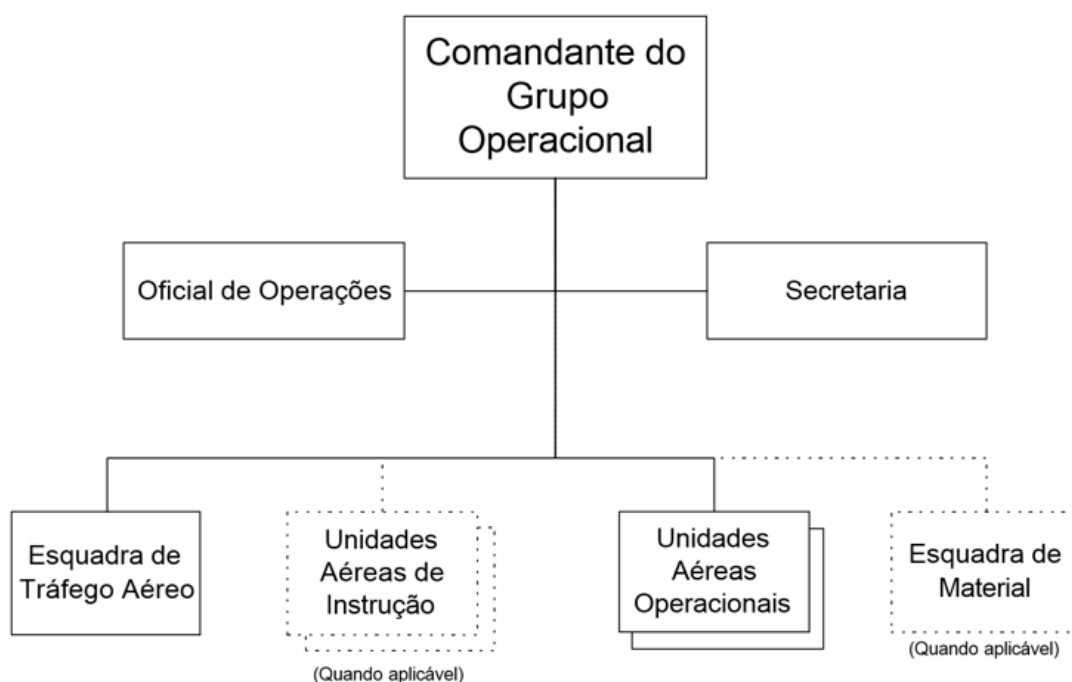 Comandante do
Grupo
Operacional
Oficial de Operações
Secretaria
Esquadra de
Tráfego Aéreo
Unidades
Aéreas de
Instrução
(Quando aplicável)
Unidades
Aéreas
Operacionais
Esquadra de
Material
(Quando aplicável)